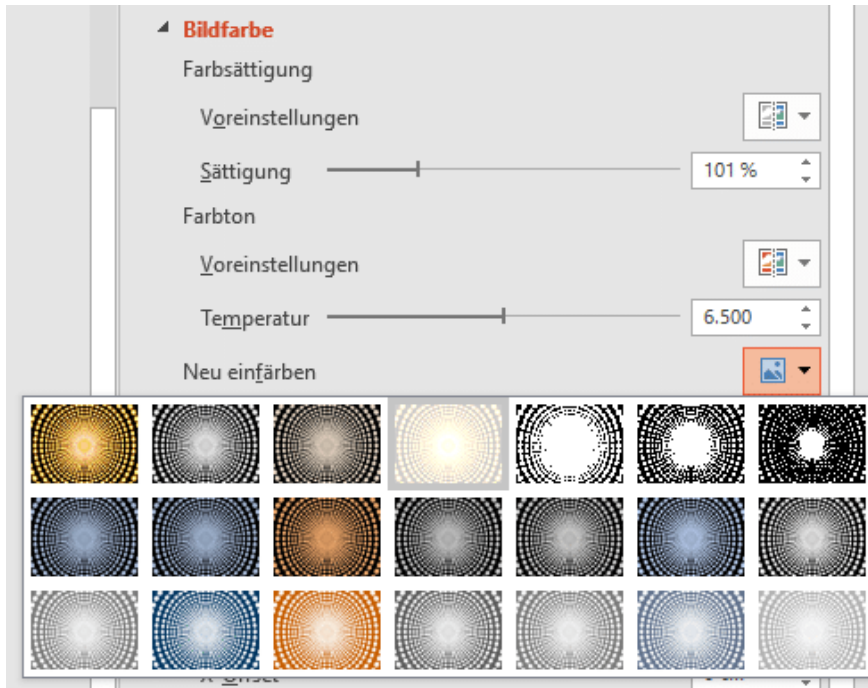 Bildfarbe
Farbsättigung
Voreinstellungen
Sättigung 101 %
Farbton
Voreinstellungen
Temperatur 6.500
Neu einfärben